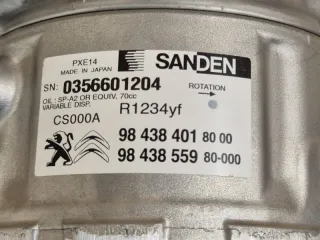 PXE14
MADE IN JAPAN
SANDEN
SN: 0356601204
OIL : SP-A2 OR EQUIV, 70cc
VARIABLE DISP.
ROTATION
CS000A
R1234yf
98 438 401 80 00
98 438 559 80-000